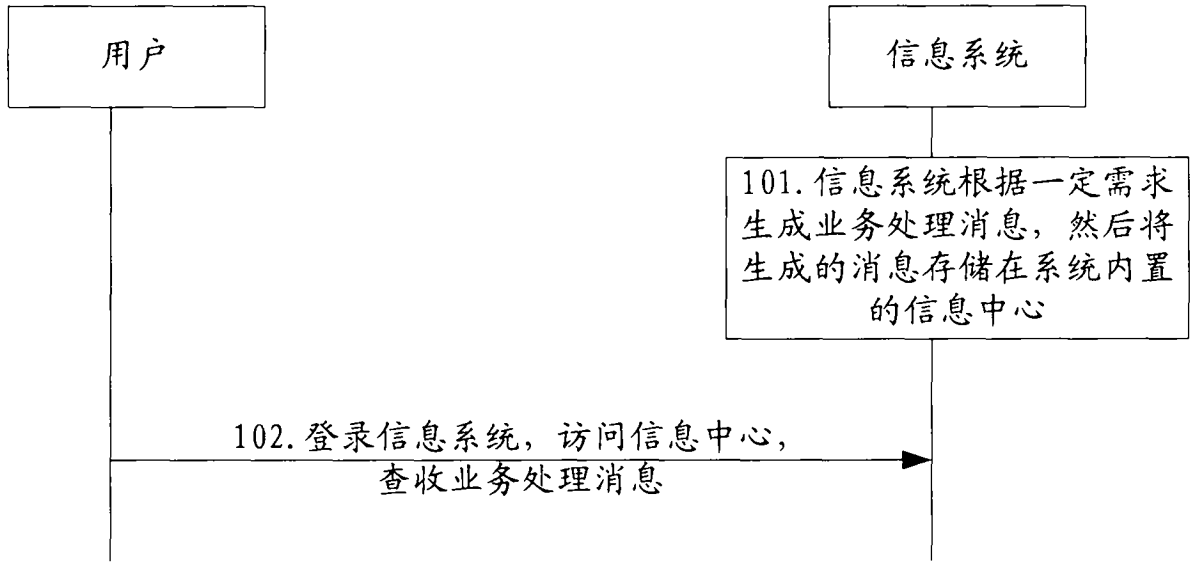 用户
信息系统
101.信息系统根据一定需求
生成业务处理消息，然后将
生成的消息存储在系统内置
的信息中心
102.登录信息系统，访问信息中心，
查收业务处理消息